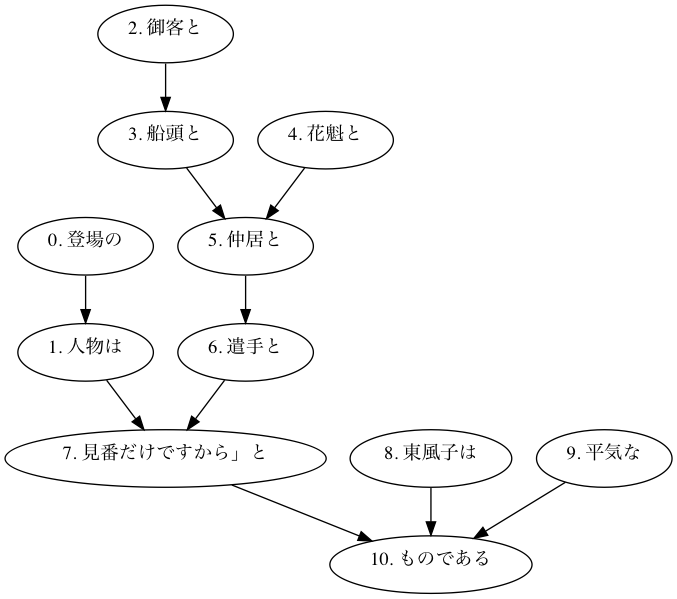 2. 御客と
3. 船頭と
4. 花魁と
0. 登場の
5. 仲居と
1. 人物は
6. 遣手と
7. 見番だけですから」と
8. 東風子は
9. 平気な
10. ものである